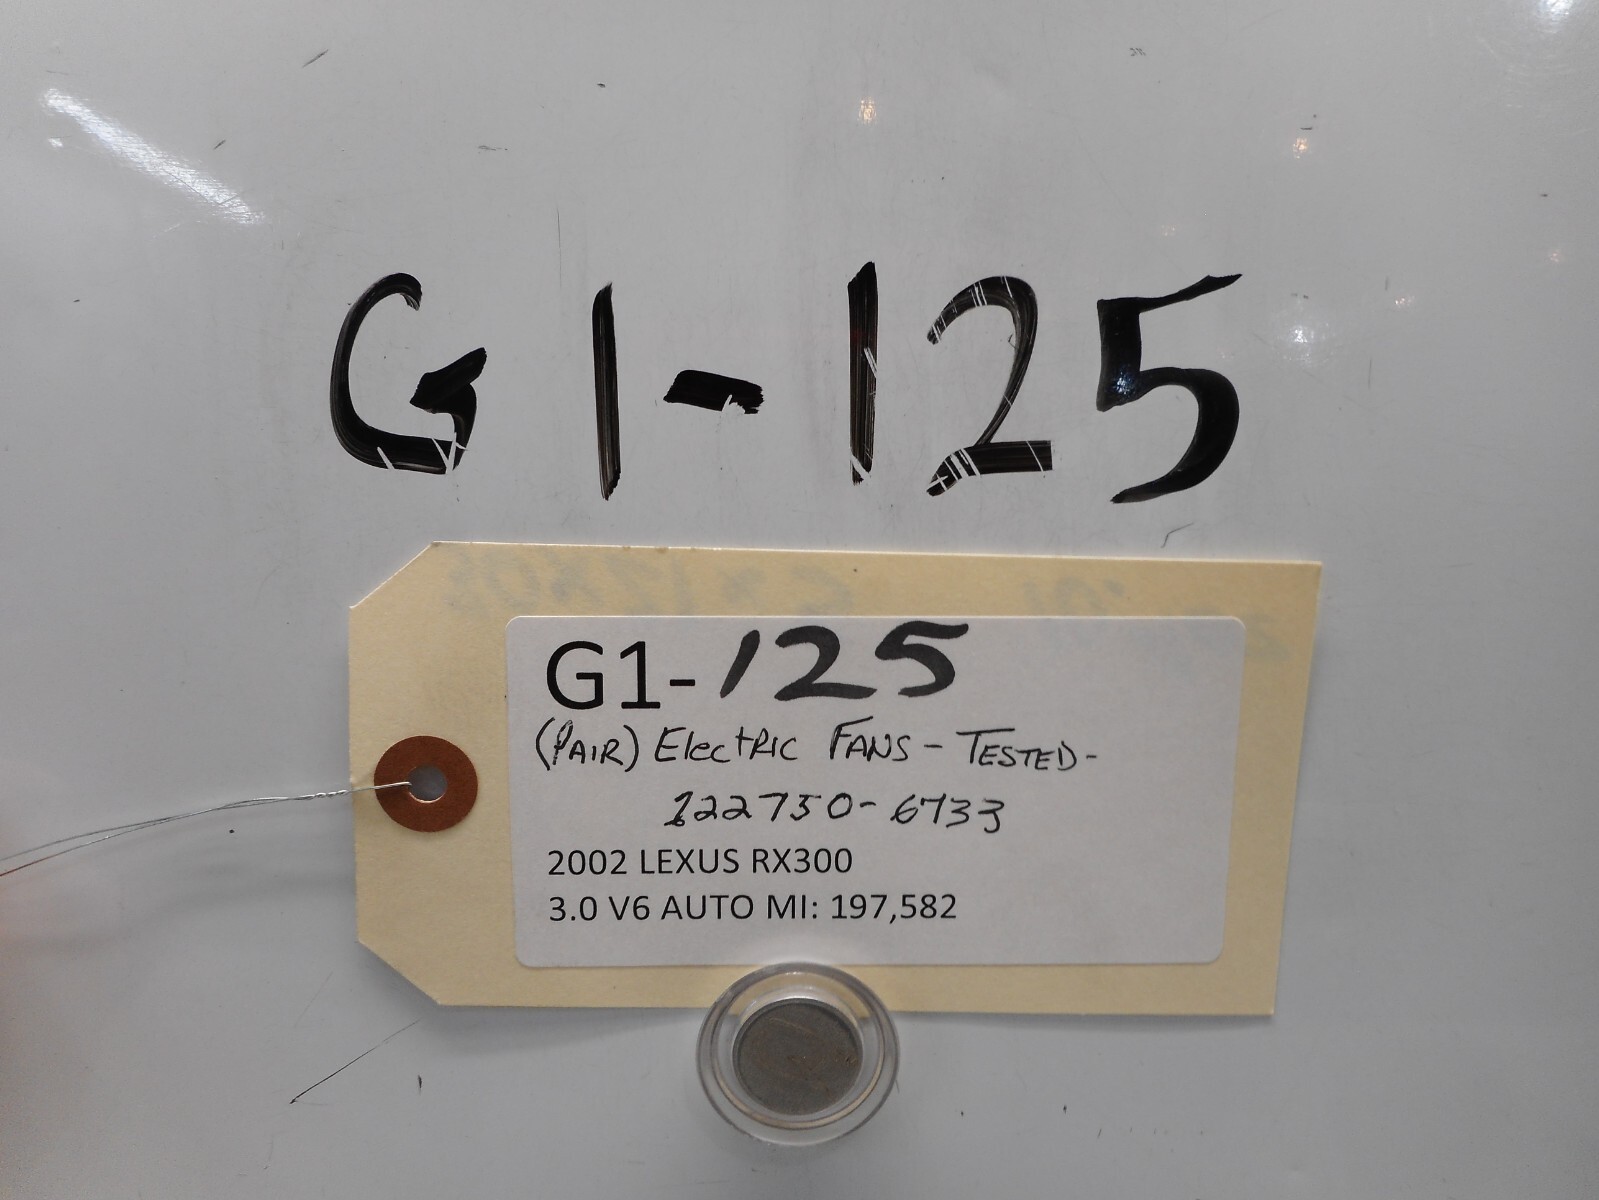 G1-125
G1-125
(PAIR) ElectRIC FANS - TESTED -
122750-6733
2002 LEXUS RX300
3.0 V6 AUTO MI: 197,582